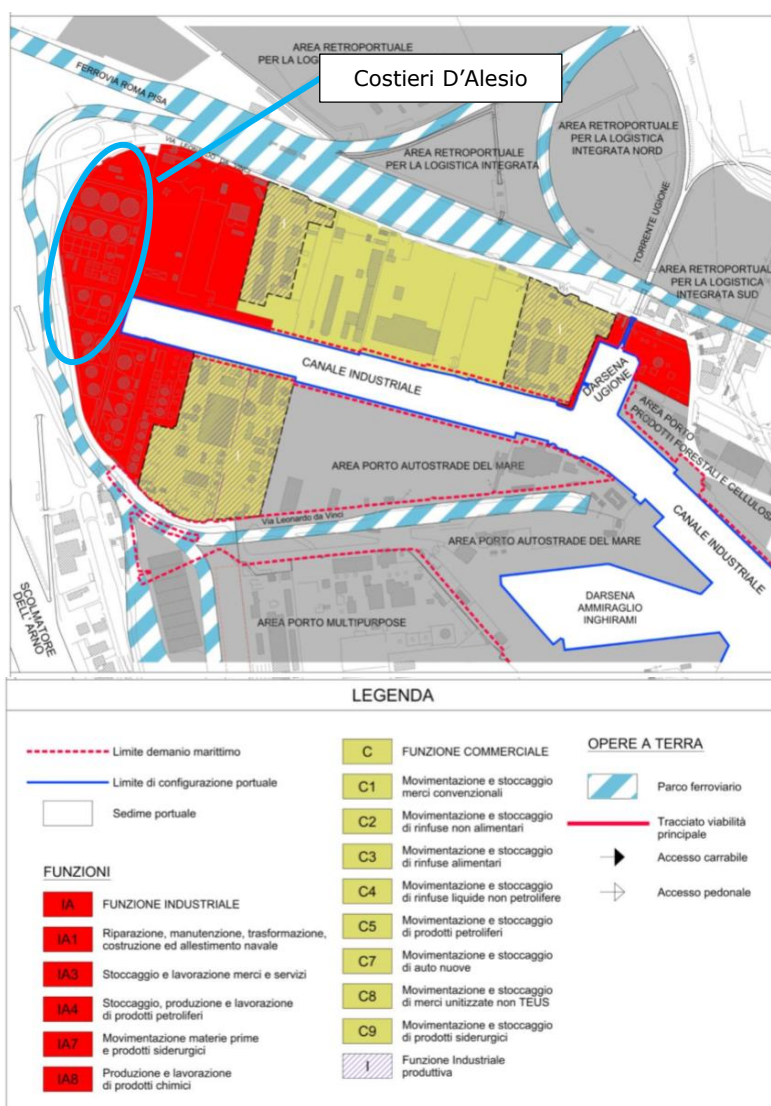 AREA RETROPORTUALE
PER LA LOGISTICA
Costieri D'Alesio
FERROVIA ROMA PISA
VIA LEONARDO DA VINCI
AREA RETROPORTUALE
PER LA LOGISTICA INTEGRATA
AREA RETROPORTUALE
PER LA LOGISTICA
INTEGRATA NORD
TORRENTE UGIONE
AREA RETROPORTUALE
PER LA LOGISTICA
INTEGRATA SUD
CANALE INDUSTRIALE
DARSENA
UGIONE
AREA PORTO
PRODOTTI FORESTALI E CELLULOSA
AREA PORTO AUTOSTRADE DEL MARE
Via Leonardo da Vinci
AREA PORTO AUTOSTRADE DEL MARE
CANALE INDUSTRIALE
SCOLMATORE
DELL'ARNO
AREA PORTO MULTIPURPOSE
DARSENA
AMMIRAGLIO
INGHIRAMI
LEGENDA
Limite demanio marittimo
Limite di configurazione portuale
Sedime portuale
FUNZIONI
IA FUNZIONE INDUSTRIALE
IA1 Riparazione, manutenzione, trasformazione,
costruzione ed allestimento navale
IA3 Stoccaggio e lavorazione merci e servizi
IA4 Stoccaggio, produzione e lavorazione
di prodotti petroliferi
IA7 Movimentazione materie prime
e prodotti siderurgici
IA8 Produzione e lavorazione
di prodotti chimici
C FUNZIONE COMMERCIALE
C1 Movimentazione e stoccaggio
merci convenzionali
C2 Movimentazione e stoccaggio
di rinfuse non alimentari
C3 Movimentazione e stoccaggio
di rinfuse alimentari
C4 Movimentazione e stoccaggio
di rinfuse liquide non petrolifere
C5 Movimentazione e stoccaggio
di prodotti petroliferi
C7 Movimentazione e stoccaggio
di auto nuove
C8 Movimentazione e stoccaggio
di merci unitizzate non TEUS
C9 Movimentazione e stoccaggio
di prodotti siderurgici
I Funzione Industriale
produttiva
OPERE A TERRA
Parco ferroviario
Tracciato viabilità
principale
Accesso carrabile
Accesso pedonale